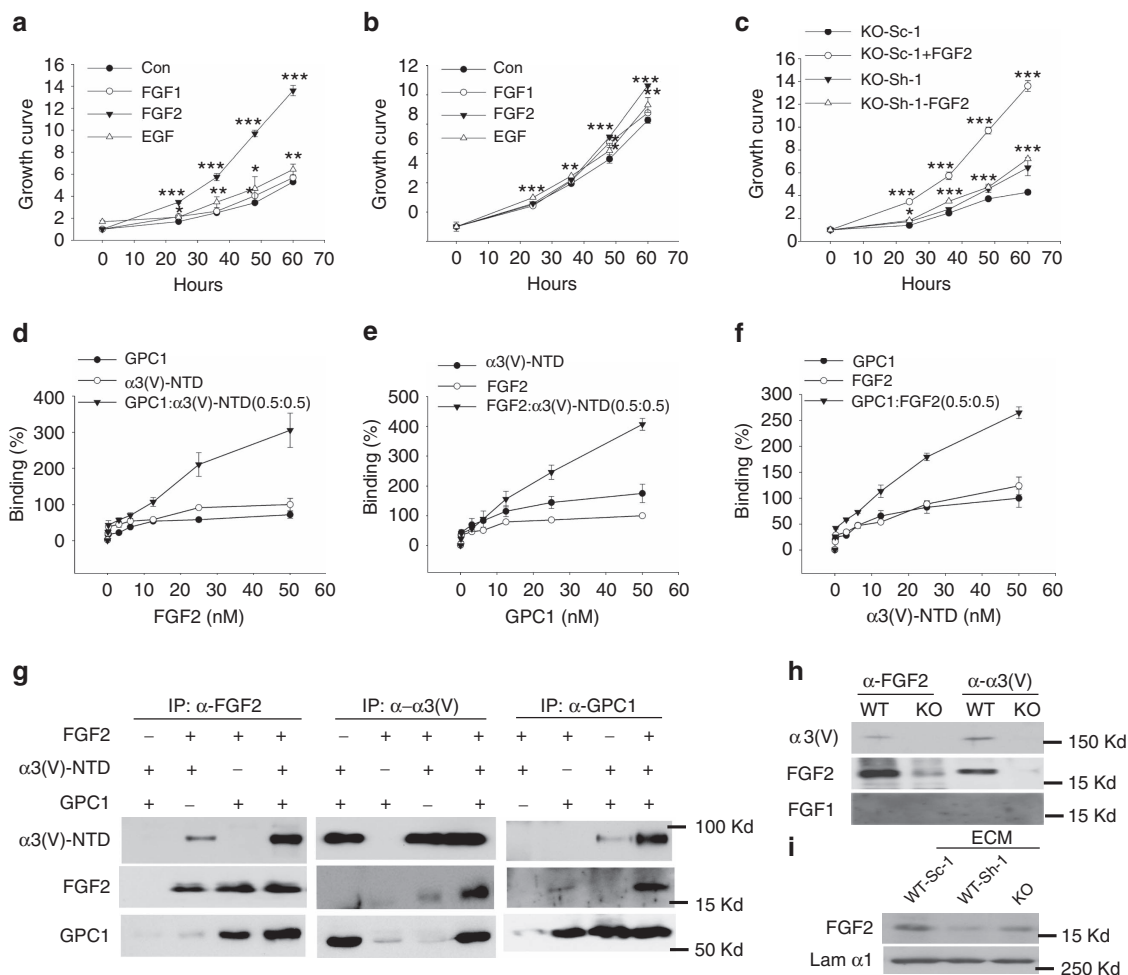 a
Con
FGF1
FGF2
EGF
Growth curve
16
14
12
10
8
6
4
2
0
***
***
***
***
*
**
*
*
**
0 10 20 30 40 50 60 70
Hours
b
Con
FGF1
FGF2
EGF
Growth curve
12
10
8
6
4
2
0
***
**
***
*
*
***
**
0 10 20 30 40 50 60 70
Hours
c
KO-Sc-1
KO-Sc-1+FGF2
KO-Sh-1
KO-Sh-1-FGF2
Growth curve
16
14
12
10
8
6
4
2
0
***
***
***
***
*
***
***
***
0 10 20 30 40 50 60 70
Hours
d
GPC1
α3(V)-NTD
GPC1:α3(V)-NTD(0.5:0.5)
Binding (%)
400
300
200
100
0
0 10 20 30 40 50 60
FGF2 (nM)
e
α3(V)-NTD
FGF2
FGF2:α3(V)-NTD(0.5:0.5)
Binding (%)
500
400
300
200
100
0
0 10 20 30 40 50 60
GPC1 (nM)
f
GPC1
FGF2
GPC1:FGF2(0.5:0.5)
Binding (%)
300
250
200
150
100
50
0
0 10 20 30 40 50 60
α3(V)-NTD (nM)
g
IP: α-FGF2 IP: α-α3(V) IP: α-GPC1
FGF2 – + + + – + + + + + – +
α3(V)-NTD + + – + + – + + + – + +
GPC1 + – + + + + – + – + + +
α3(V)-NTD 100 Kd
FGF2 15 Kd
GPC1 50 Kd
h
α-FGF2 α-α3(V)
WT KO WT KO
α3(V) 150 Kd
FGF2 15 Kd
FGF1 15 Kd
i
ECM
WT-Sc-1 WT-Sh-1 KO
FGF2 15 Kd
Lam α1 250 Kd